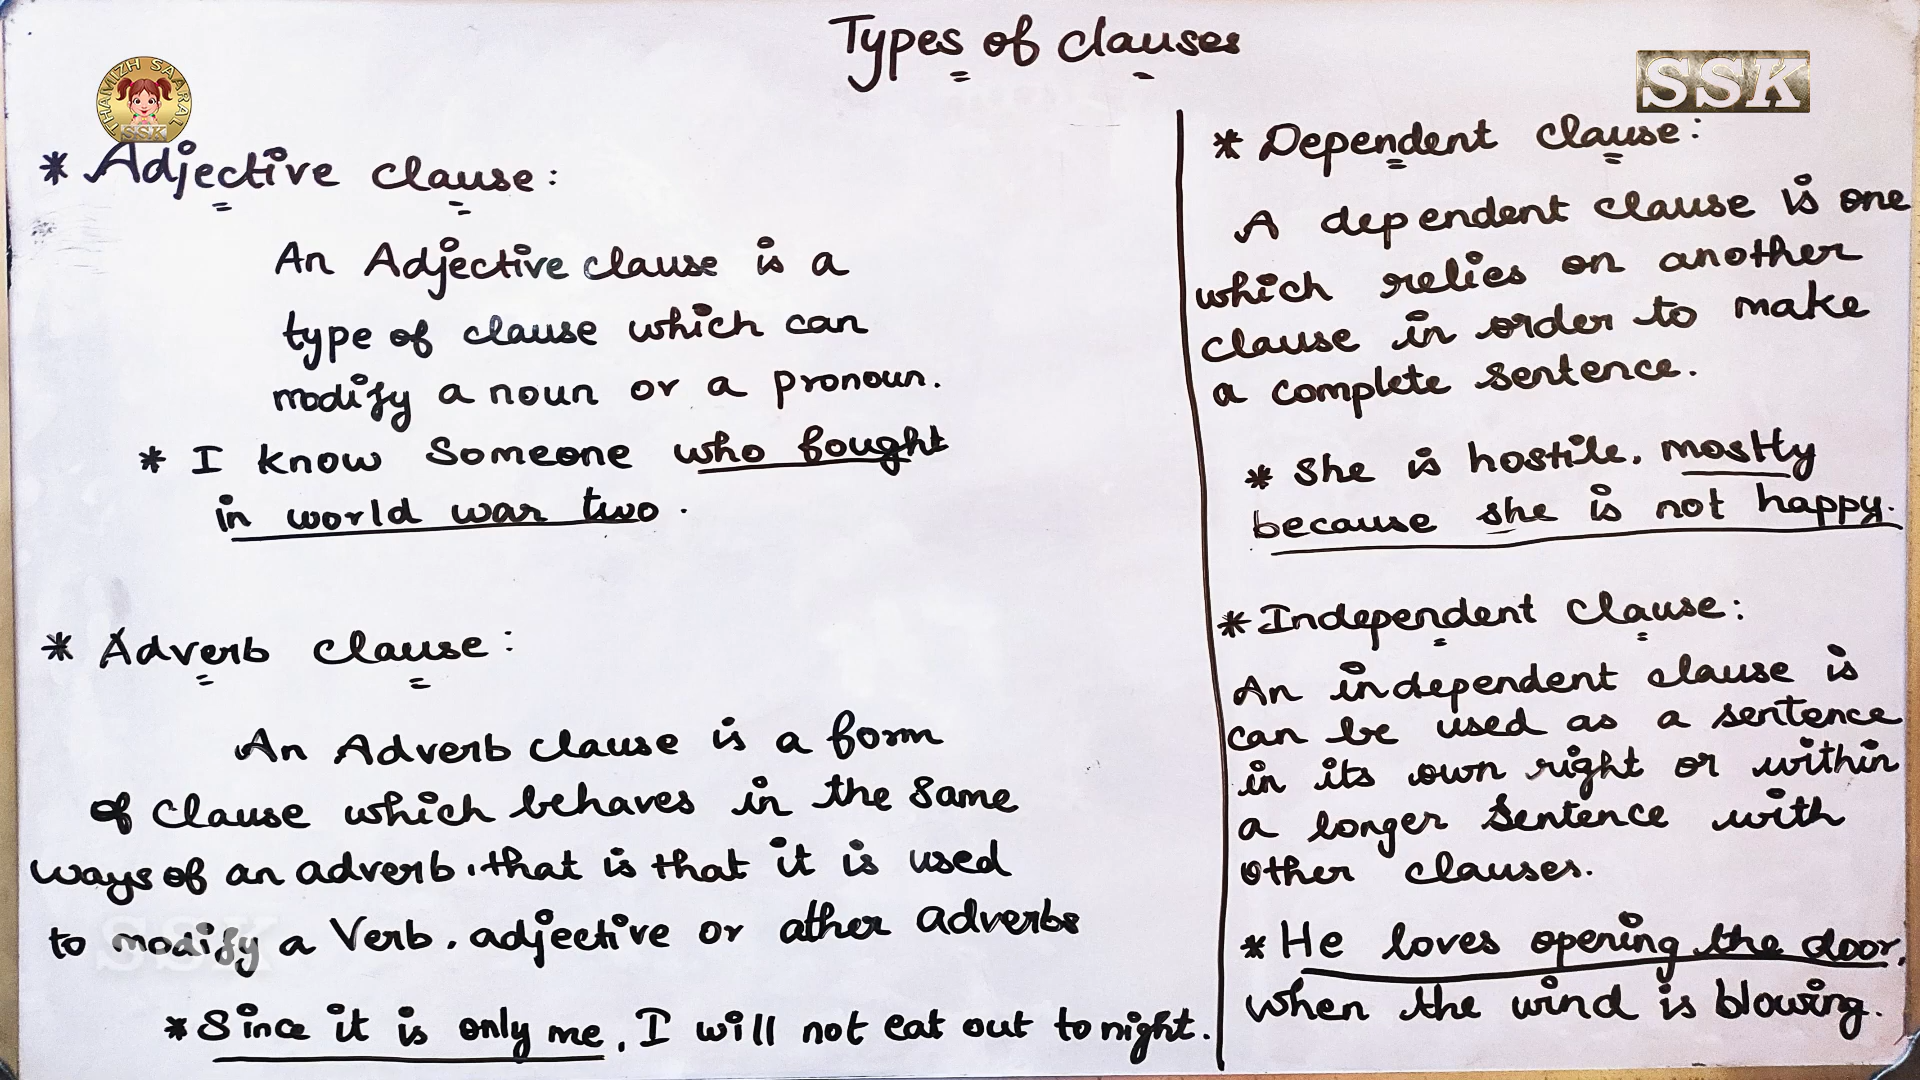 Types of clauses
THAMIZH SAARAL
SSK
SSK
* Adjective clause:
An Adjective clause is a
type of clause which can
modify a noun or a pronoun.
* I know someone who fought
in world war two.
* Adverb clause:
An Adverb clause is a form
of clause which behaves in the same
ways of an adverb, that is that it is used
to modify a Verb, adjective or other adverbs
SSK
* Since it is only me, I will not eat out tonight.
* Dependent clause:
A dependent clause is one
which relies on another
clause in order to make
a complete sentence.
* She is hostile, mostly
because she is not happy.
* Independent clause:
An independent clause is
can be used as a sentence
in its own right or within
a longer sentence with
other clauses.
* He loves opening the door,
when the wind is blowing.